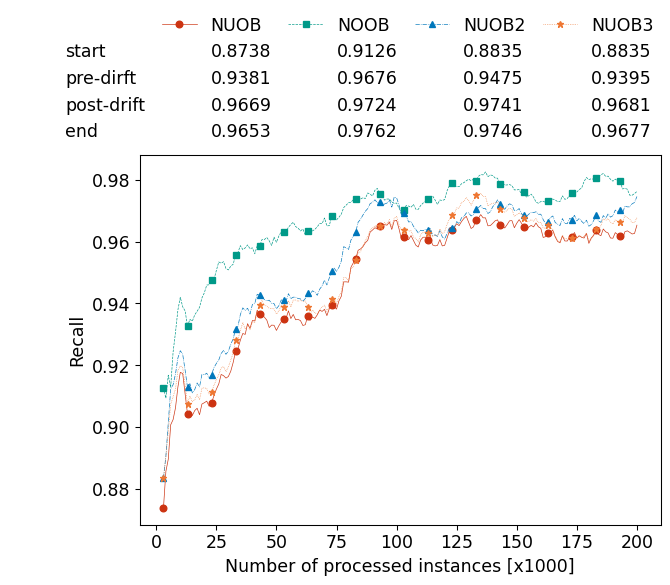 NUOB NOOB NUOB2 NUOB3
start 0.8738 0.9126 0.8835 0.8835
pre-dirft 0.9381 0.9676 0.9475 0.9395
post-drift 0.9669 0.9724 0.9741 0.9681
end 0.9653 0.9762 0.9746 0.9677
0.98
0.96
0.94
0.92
0.90
0.88
Recall
0 25 50 75 100 125 150 175 200
Number of processed instances [x1000]